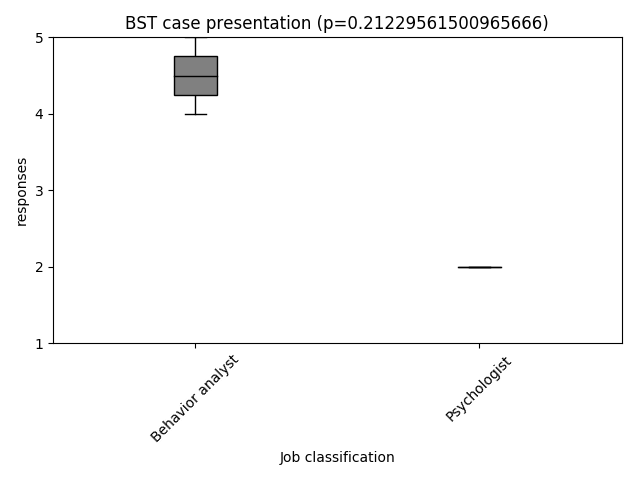 BST case presentation (p=0.21229561500965666)
5
4
3
2
1
responses
Behavior analyst
Psychologist
Job classification